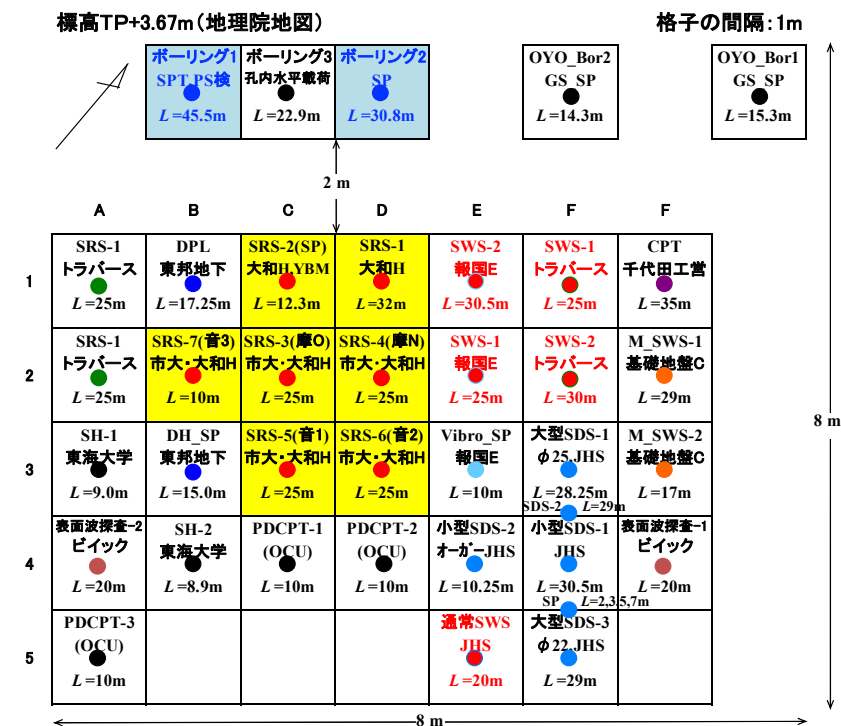 標高TP+3.67m(地理院地図)
格子の間隔:1m
ボーリング1
SPT,PS検
L=45.5m
ボーリング3
孔内水平載荷
L=22.9m
ボーリング2
SP
L=30.8m
OYO_Bor2
GS_SP
L=14.3m
OYO_Bor1
GS_SP
L=15.3m
2 m
A B C D E F F
1
SRS-1
トラバース
L=25m
DPL
東邦地下
L=17.25m
SRS-2(SP)
大和H,YBM
L=12.3m
SRS-1
大和H
L=32m
SWS-2
報国E
L=30.5m
SWS-1
トラバース
L=25m
CPT
千代田工営
L=35m
2
SRS-1
トラバース
L=25m
SRS-7(音3)
市大・大和H
L=10m
SRS-3(摩O)
市大・大和H
L=25m
SRS-4(摩N)
市大・大和H
L=25m
SWS-1
報国E
L=25m
SWS-2
トラバース
L=30m
M_SWS-1
基礎地盤C
L=29m
3
SH-1
東海大学
L=9.0m
DH_SP
東邦地下
L=15.0m
SRS-5(音1)
市大・大和H
L=25m
SRS-6(音2)
市大・大和H
L=25m
Vibro_SP
報国E
L=10m
大型SDS-1
φ25,JHS
L=28.25m
M_SWS-2
基礎地盤C
L=17m
SDS-2 L=29m
4
表面波探査-2
ビイック
L=20m
SH-2
東海大学
L=8.9m
PDCPT-1
(OCU)
L=10m
PDCPT-2
(OCU)
L=10m
小型SDS-2
オーガーJHS
L=10.25m
小型SDS-1
JHS
L=30.5m
表面波探査-1
ビイック
L=20m
SP L=2,3,5,7m
5
PDCPT-3
(OCU)
L=10m
通常SWS
JHS
L=20m
大型SDS-3
φ22,JHS
L=29m
8 m
8 m